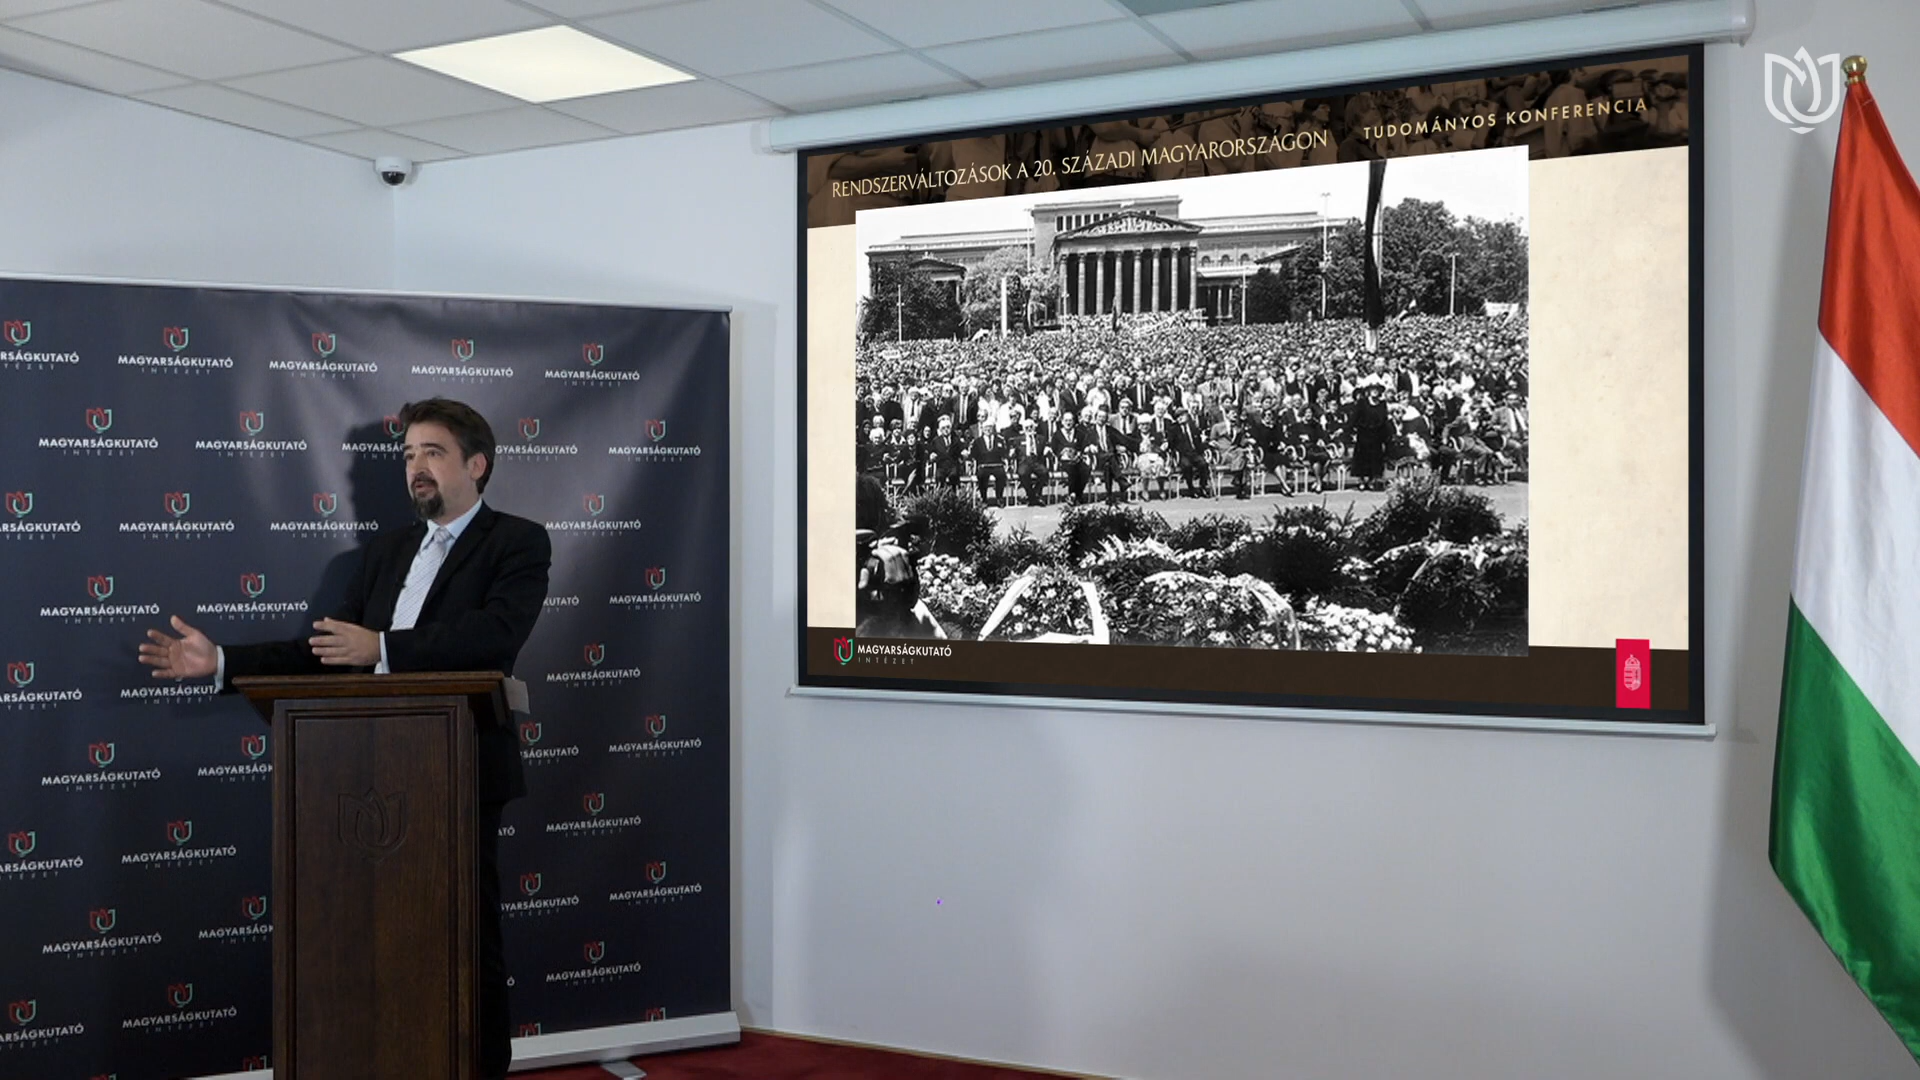 RENDSZERVÁLTOZÁSOK A 20. SZÁZADI MAGYARORSZÁGON
TUDOMÁNYOS KONFERENCIA
MAGYARSÁGKUTATÓ
INTÉZET
MAGYARSÁGKUTATÓ
INTÉZET